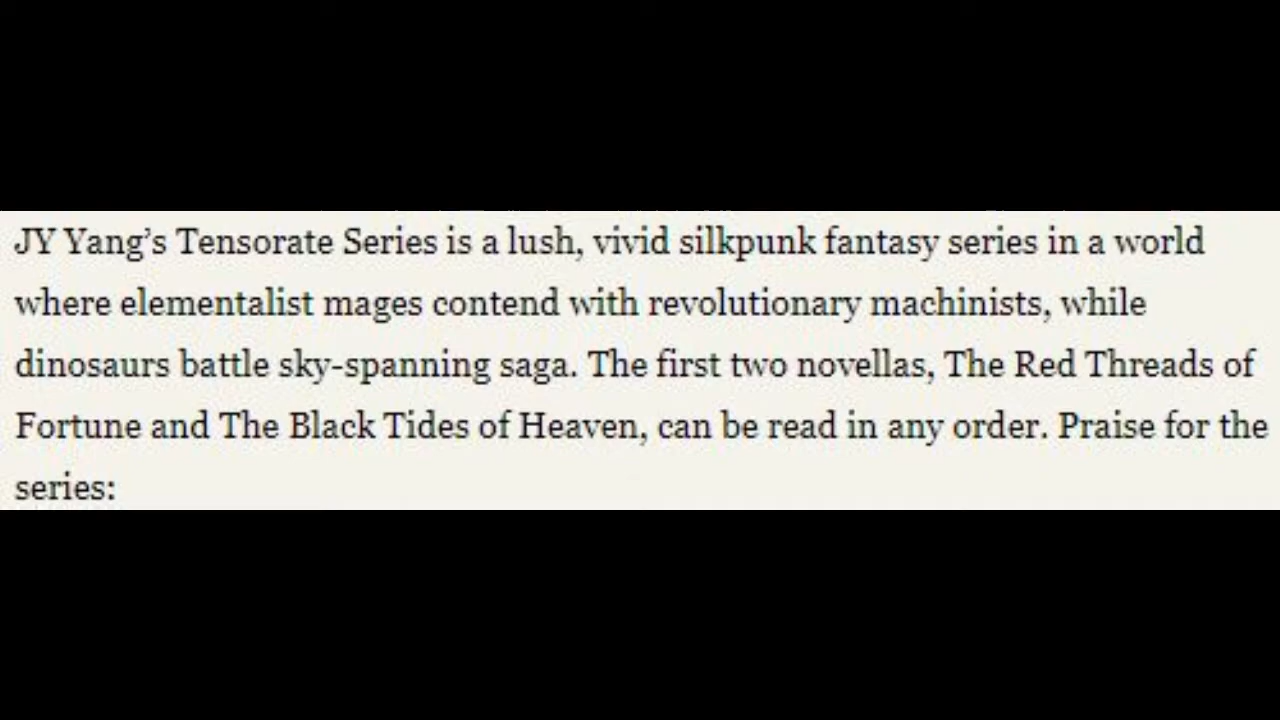 JY Yang’s Tensorate Series is a lush, vivid silkpunk fantasy series in a world
where elementalist mages contend with revolutionary machinists, while
dinosaurs battle sky-spanning saga. The first two novellas, The Red Threads of
Fortune and The Black Tides of Heaven, can be read in any order. Praise for the
series: